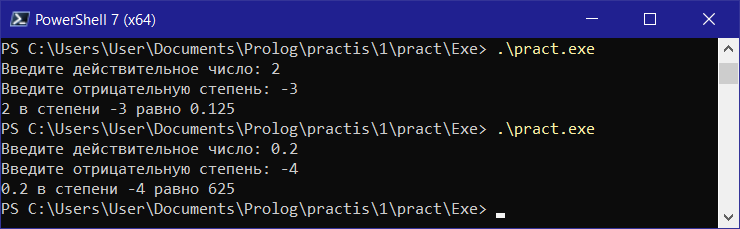 PowerShell 7 (x64)
PS C:\Users\User\Documents\Prolog\practis\1\pract\Exe> .\pract.exe
Введите действительное число: 2
Введите отрицательную степень: -3
2 в степени -3 равно 0.125
PS C:\Users\User\Documents\Prolog\practis\1\pract\Exe> .\pract.exe
Введите действительное число: 0.2
Введите отрицательную степень: -4
0.2 в степени -4 равно 625
PS C:\Users\User\Documents\Prolog\practis\1\pract\Exe>